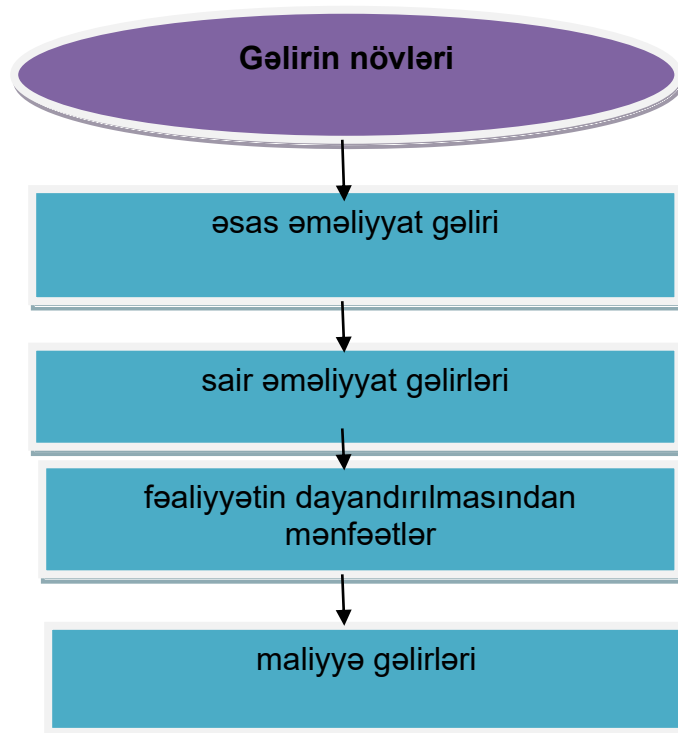 Gəlirin növləri
əsas əməliyyat gəliri
sair əməliyyat gəlirləri
fəaliyyətin dayandırılmasından
mənfəətlər
maliyyə gəlirləri